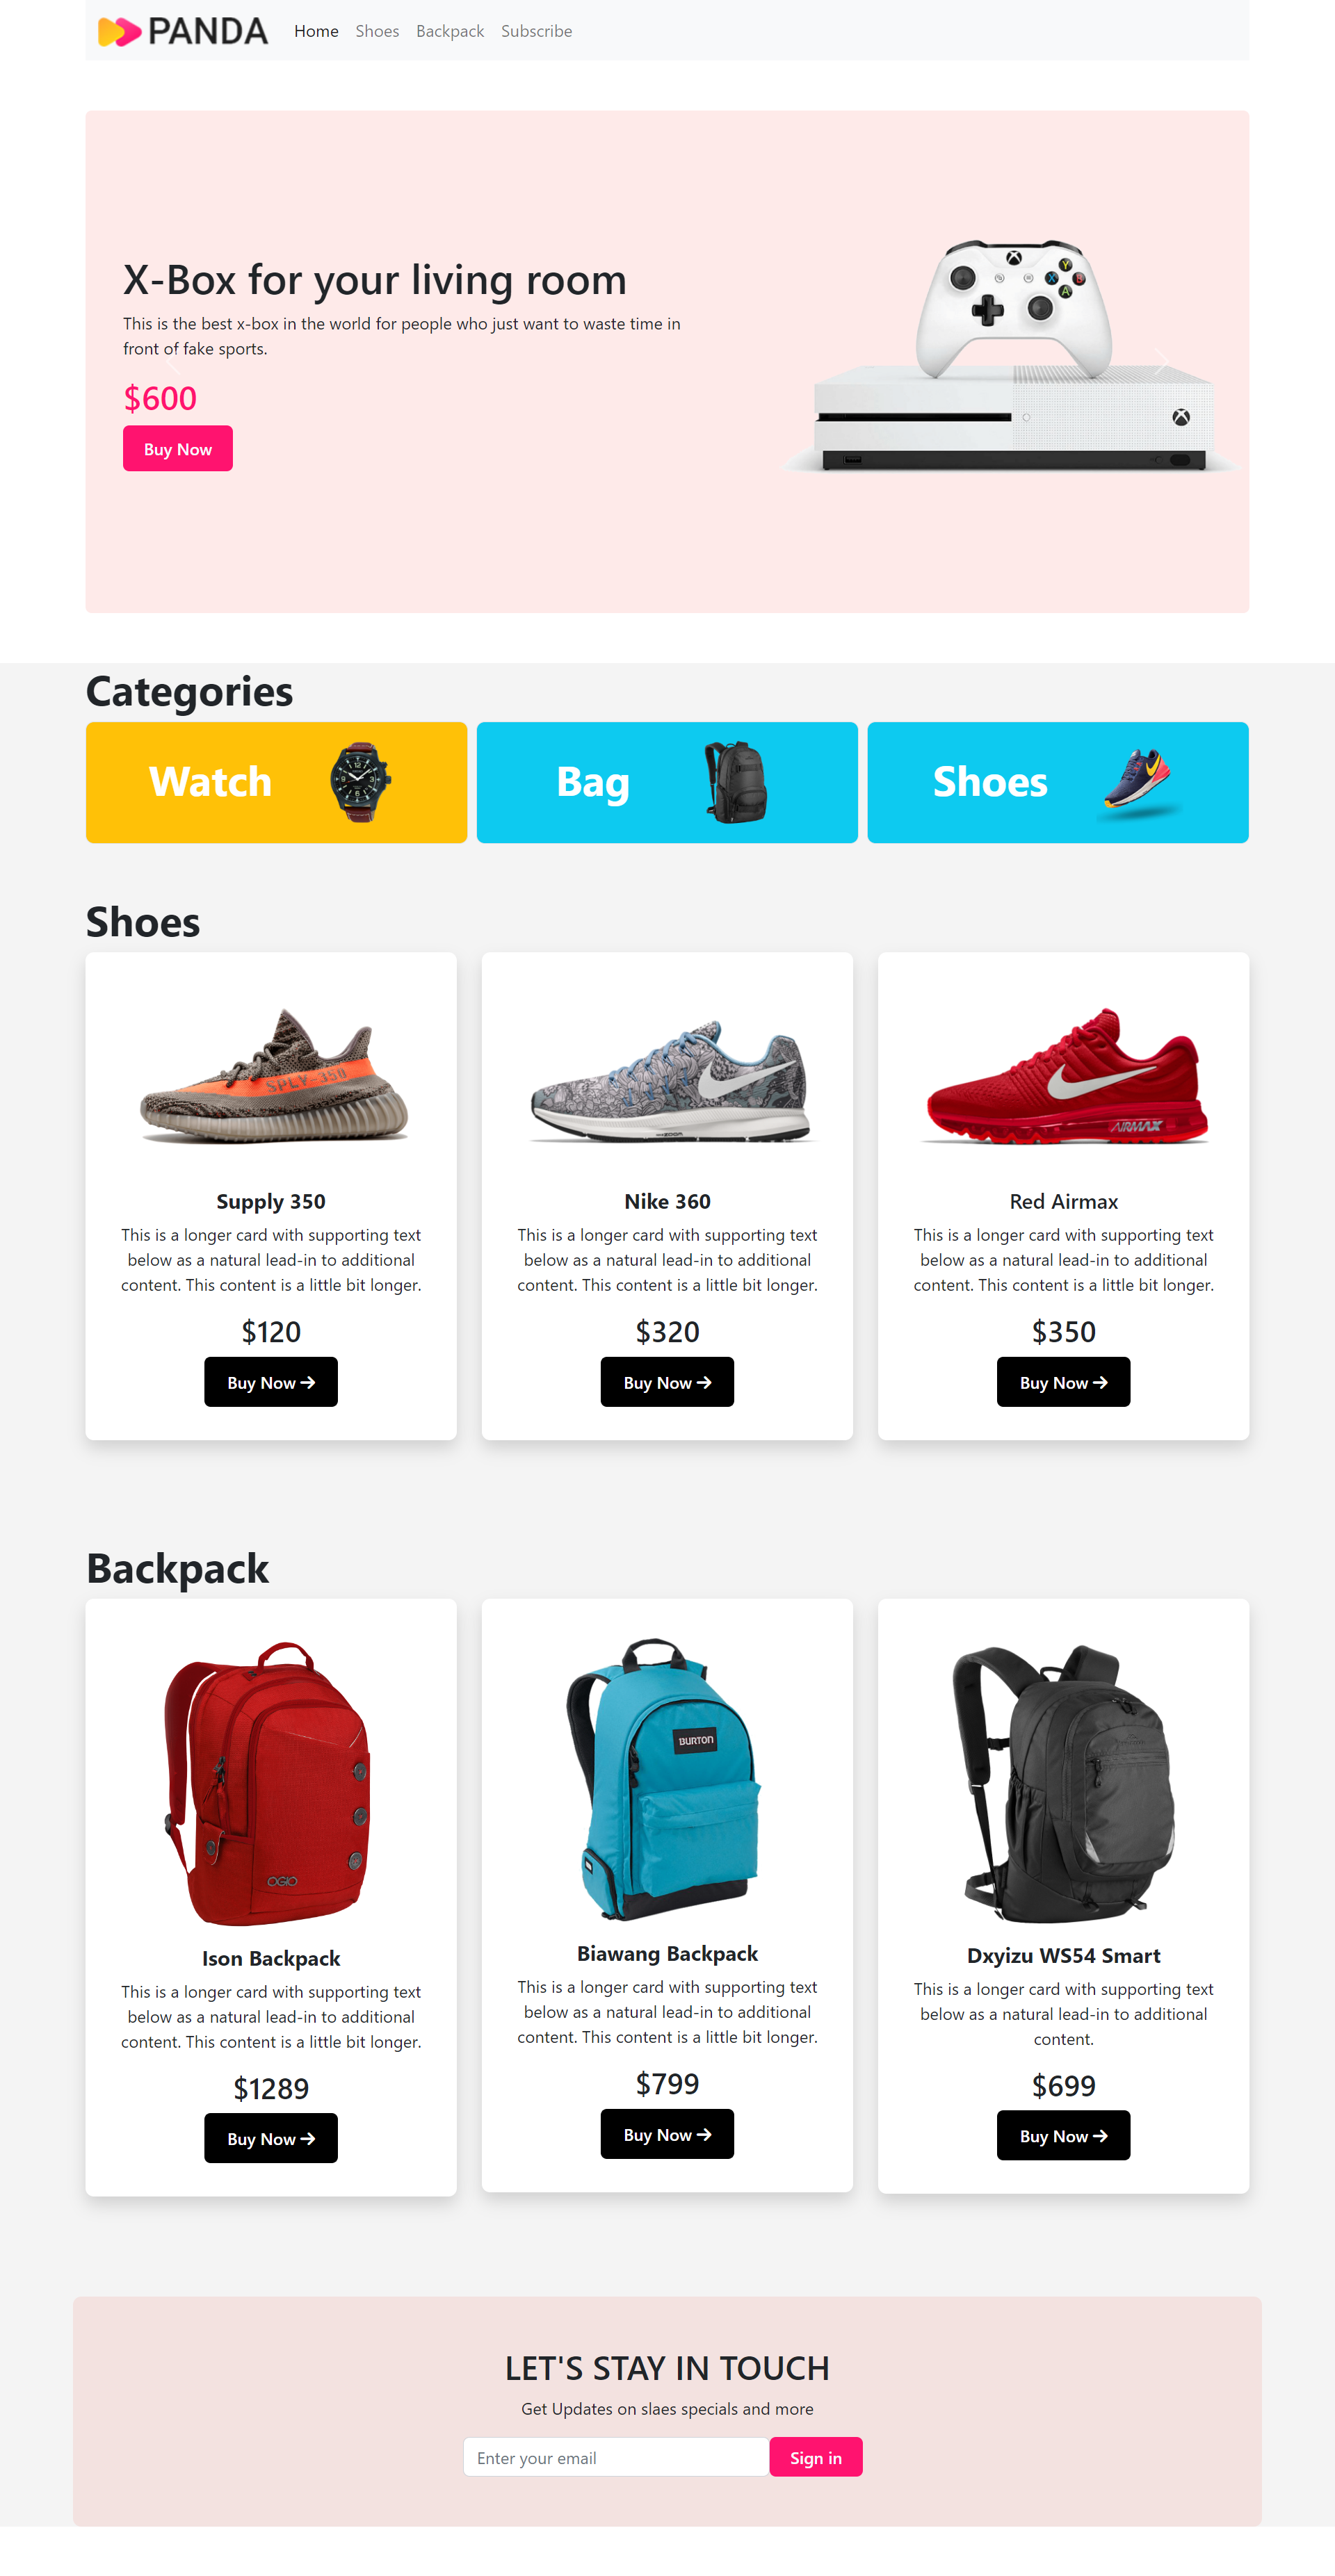 PANDA Home Shoes Backpack Subscribe
X-Box for your living room
This is the best x-box in the world for people who just want to waste time in
front of fake sports.
$600
Buy Now
Y
X B
A
Categories
Watch Bag Shoes
Shoes
SPLY-350
ZOOM
AIRMAX
Supply 350
This is a longer card with supporting text
below as a natural lead-in to additional
content. This content is a little bit longer.
$120
Buy Now →
Nike 360
This is a longer card with supporting text
below as a natural lead-in to additional
content. This content is a little bit longer.
$320
Buy Now →
Red Airmax
This is a longer card with supporting text
below as a natural lead-in to additional
content. This content is a little bit longer.
$350
Buy Now →
Backpack
OGIO
Ison Backpack
This is a longer card with supporting text
below as a natural lead-in to additional
content. This content is a little bit longer.
$1289
Buy Now →
BURTON
Biawang Backpack
This is a longer card with supporting text
below as a natural lead-in to additional
content. This content is a little bit longer.
$799
Buy Now →
Dxyizu WS54 Smart
This is a longer card with supporting text
below as a natural lead-in to additional
content.
$699
Buy Now →
LET'S STAY IN TOUCH
Get Updates on slaes specials and more
Enter your email Sign in